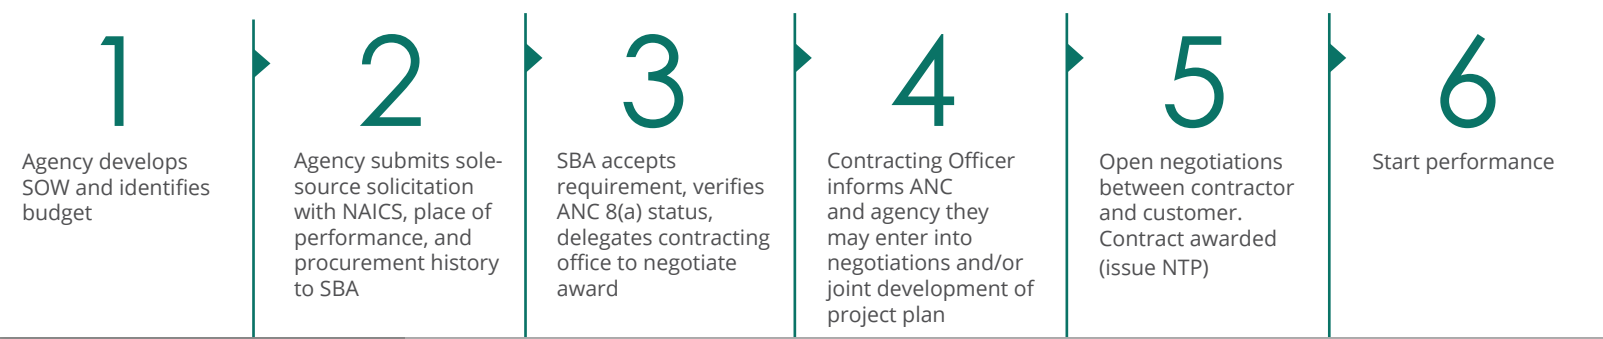 1
Agency develops
SOW and identifies
budget
2
Agency submits sole-
source solicitation
with NAICS, place of
performance, and
procurement history
to SBA
3
SBA accepts
requirement, verifies
ANC 8(a) status,
delegates contracting
office to negotiate
award
4
Contracting Officer
informs ANC
and agency they
may enter into
negotiations and/or
joint development of
project plan
5
Open negotiations
between contractor
and customer.
Contract awarded
(issue NTP)
6
Start performance